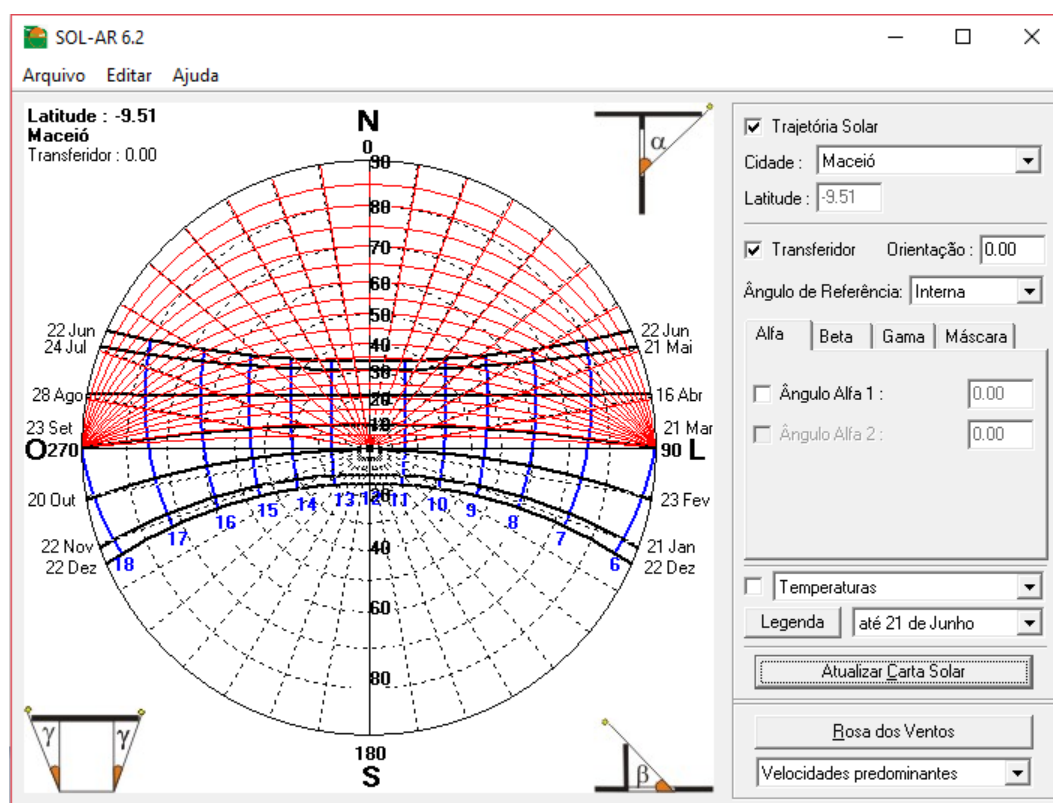 SOL-AR 6.2
Arquivo Editar Ajuda
Latitude : -9.51
Maceió
Transferidor : 0.00
N
0
90
80
70
60
50
40
30
20
10
22 Jun
24 Jul
28 Ago
23 Set
O 270
20 Out
22 Nov
22 Dez
22 Jun
21 Mai
16 Abr
21 Mar
90 L
23 Fev
21 Jan
22 Dez
18 17 16 15 14 13 12 11 10 9 8 7 6
20
40
60
80
180
S
α
γ γ
β
Trajetória Solar
Cidade : Maceió
Latitude : -9.51
Transferidor Orientação : 0.00
Ângulo de Referência: Interna
Alfa Beta Gama Máscara
Ângulo Alfa 1 : 0.00
Ângulo Alfa 2 : 0.00
Temperaturas
Legenda até 21 de Junho
Atualizar Carta Solar
Rosa dos Ventos
Velocidades predominantes